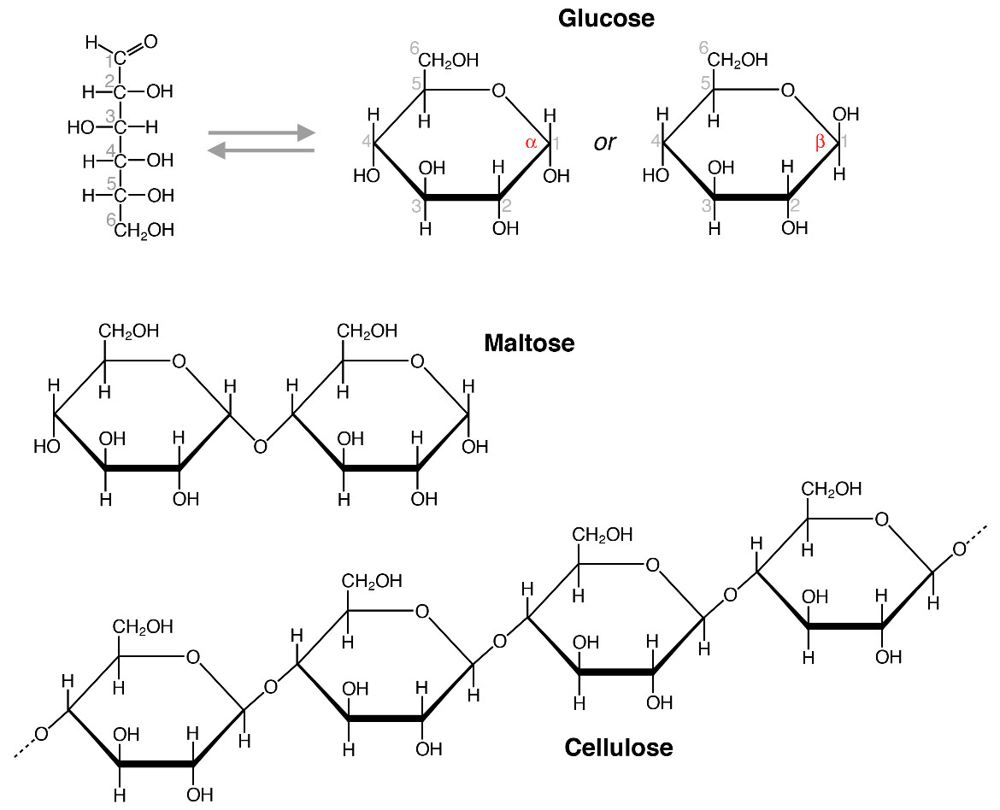 Glucose
H O
1 C
2
H C OH
3
HO C H
4
H C OH
5
H C OH
6
CH2OH
6
CH2OH
5 O
H H
H
4 α 1
OH H
HO OH
3 2
H OH
or
6
CH2OH
5 O
H OH
H
4 β 1
OH H
HO H
3 2
H OH
Maltose
CH2OH CH2OH
O O
H H H H
H H
OH H OH H
HO O OH
H OH H OH
CH2OH
O
H
H
OH H
O
H
H OH
CH2OH
O
H
H
OH H
O
H
H OH
CH2OH
O
H
H
OH H
O
H
H OH
CH2OH
O
H
H
OH H
O
H
O
H OH
Cellulose